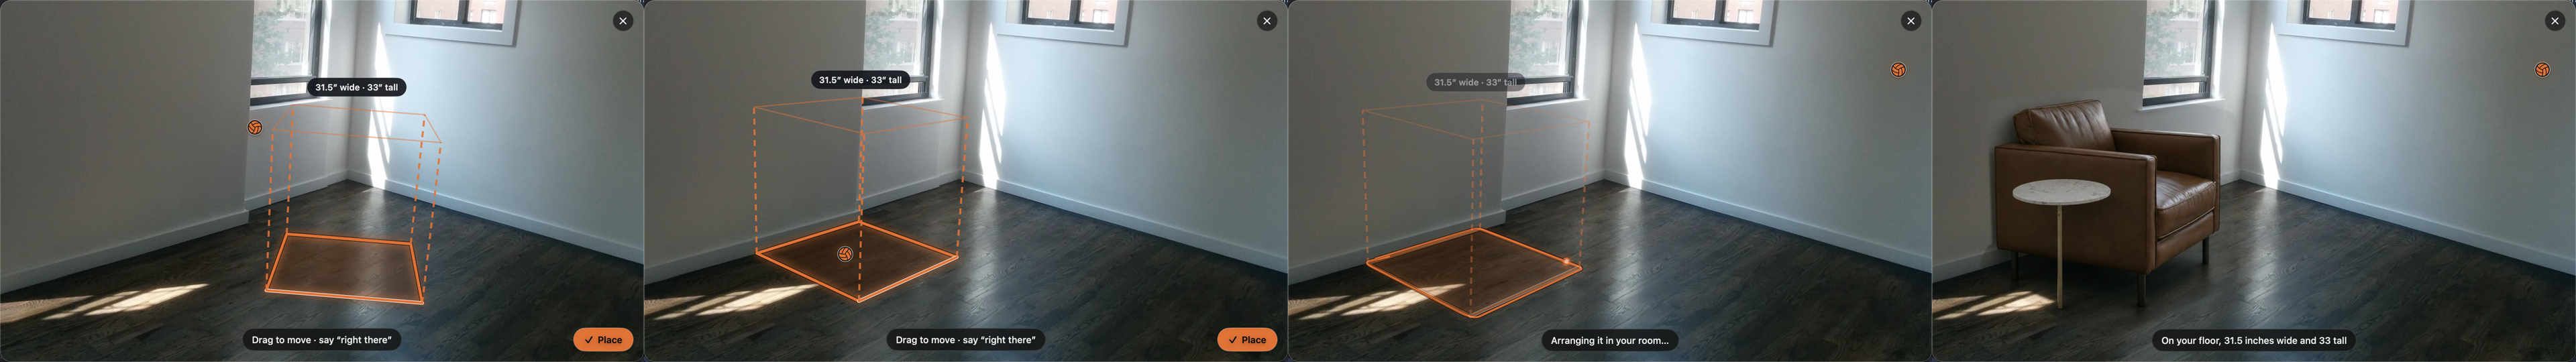 31.5" wide · 33" tall
Drag to move · say “right there”
✓ Place
31.5" wide · 33" tall
Drag to move · say “right there”
✓ Place
31.5" wide · 33" tall
Arranging it in your room...
On your floor, 31.5 inches wide and 33 tall